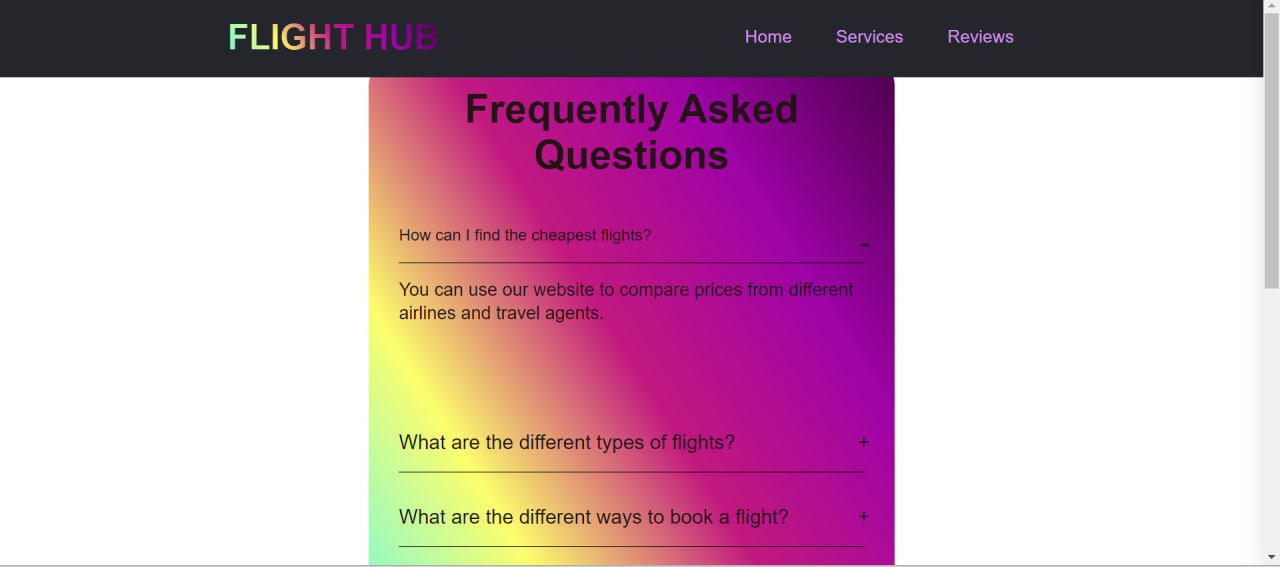 FLIGHT HUB
Home Services Reviews
Frequently Asked
Questions
How can I find the cheapest flights? -
You can use our website to compare prices from different
airlines and travel agents.
What are the different types of flights? +
What are the different ways to book a flight? +